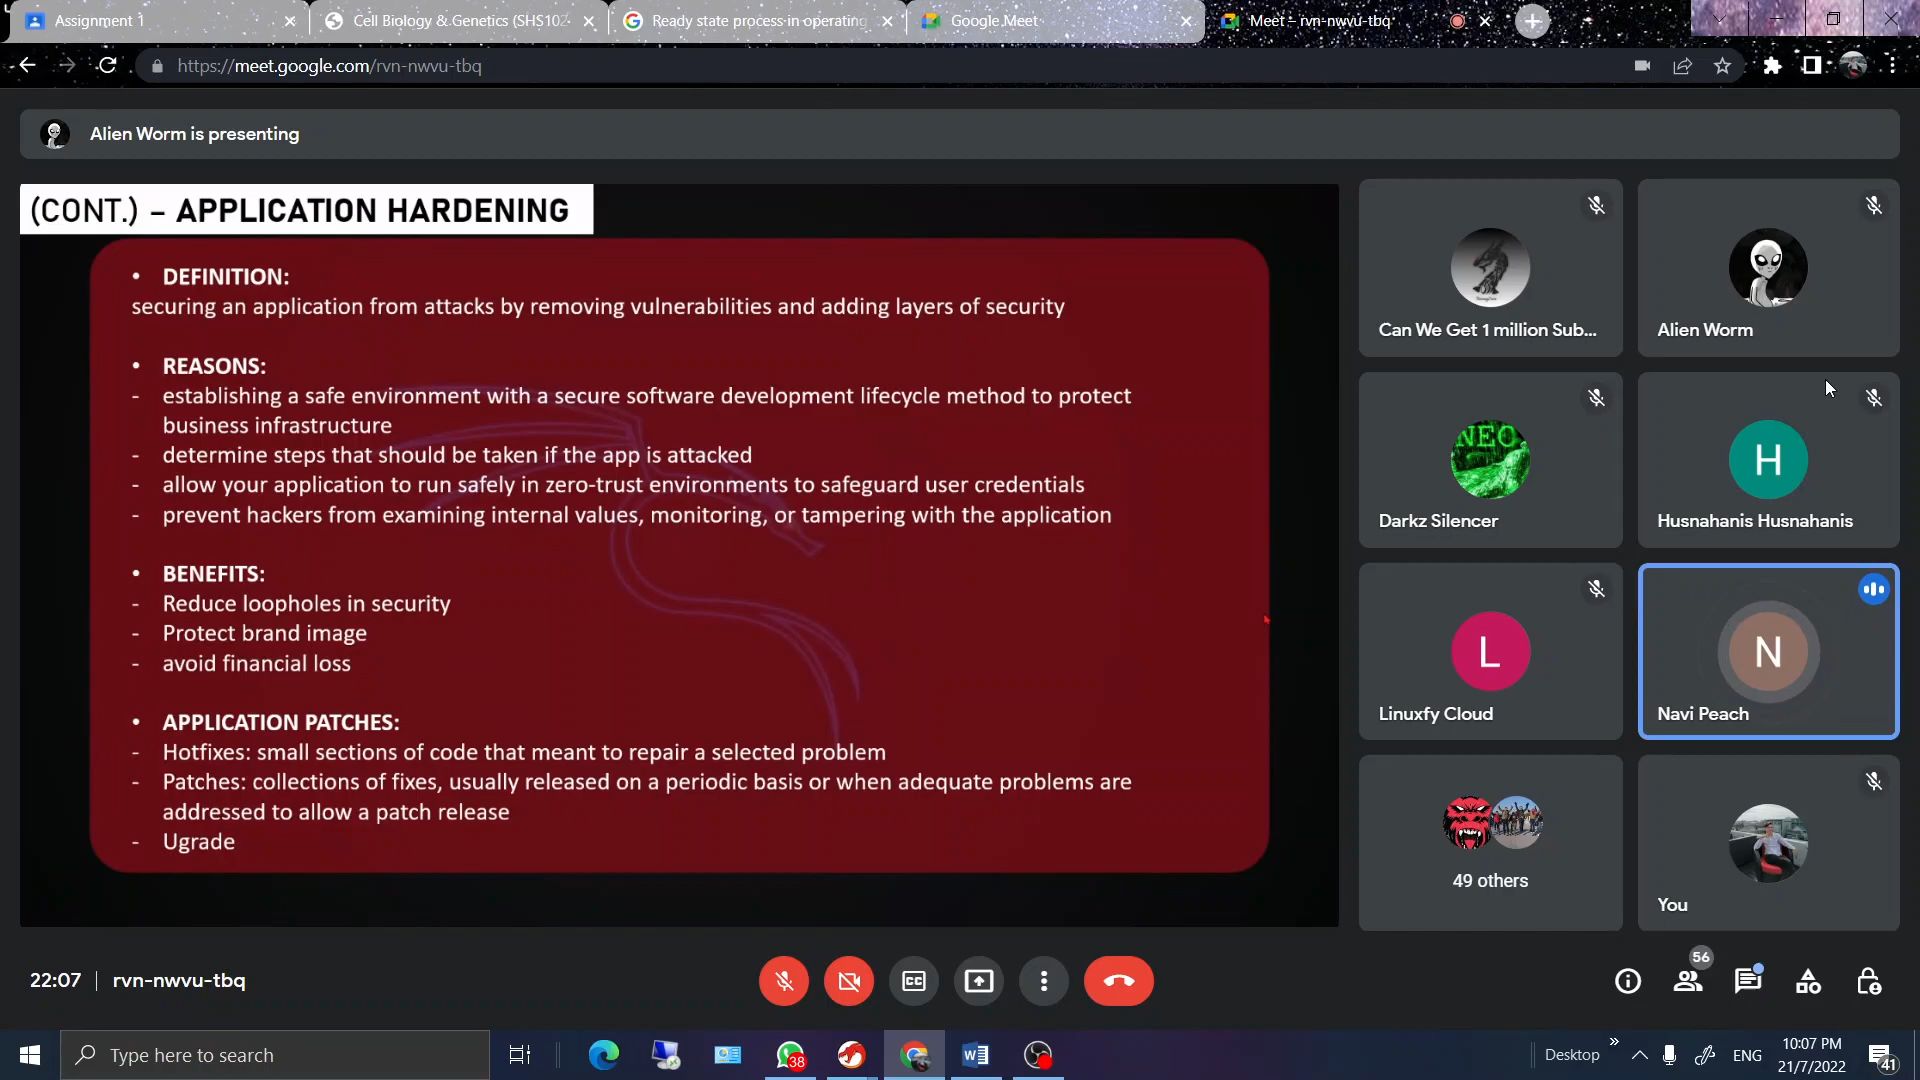 Assignment 1
Cell Biology & Genetics (SHS102
Ready state process in operating
Google Meet
Meet – rvn-nwvu-tbq
https://meet.google.com/rvn-nwvu-tbq
Alien Worm is presenting
(CONT.) – APPLICATION HARDENING
• DEFINITION:
securing an application from attacks by removing vulnerabilities and adding layers of security
• REASONS:
- establishing a safe environment with a secure software development lifecycle method to protect
business infrastructure
- determine steps that should be taken if the app is attacked
- allow your application to run safely in zero-trust environments to safeguard user credentials
- prevent hackers from examining internal values, monitoring, or tampering with the application
• BENEFITS:
- Reduce loopholes in security
- Protect brand image
- avoid financial loss
• APPLICATION PATCHES:
- Hotfixes: small sections of code that meant to repair a selected problem
- Patches: collections of fixes, usually released on a periodic basis or when adequate problems are
addressed to allow a patch release
- Ugrade
Can We Get 1 million Sub...
Alien Worm
NEO
Darkz Silencer
H
Husnahanis Husnahanis
L
Linuxfy Cloud
N
Navi Peach
49 others
You
22:07 | rvn-nwvu-tbq
CC
56
Type here to search
38
W
Desktop
ENG
10:07 PM
21/7/2022
41